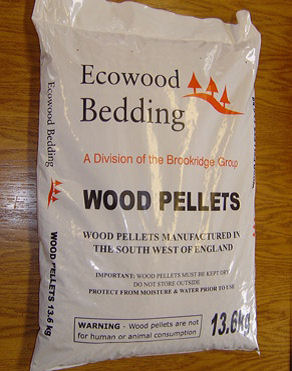 Ecowood
Bedding
A Division of the Brookridge Group
WOOD PELLETS
WOOD PELLETS MANUFACTURED IN
THE SOUTH WEST OF ENGLAND
IMPORTANT: WOOD PELLETS MUST BE KEPT DRY
DO NOT STORE OUTSIDE
PROTECT FROM MOISTURE & WATER PRIOR TO USE
WARNING - Wood pellets are not
for human or animal consumption
13.6kg
Ecowood
Bedding
WOOD PELLETS 13.6 kg